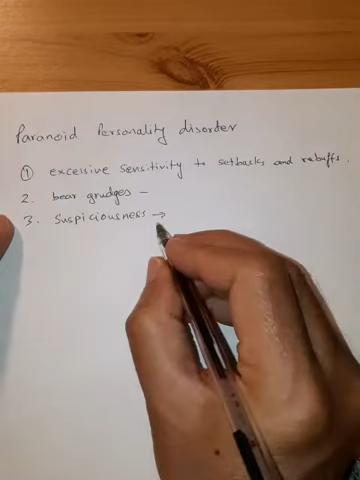 Paranoid Personality disorder
① excessive sensitivity to setbacks and rebuffs.
2. bear grudges –
3. Suspiciousness →